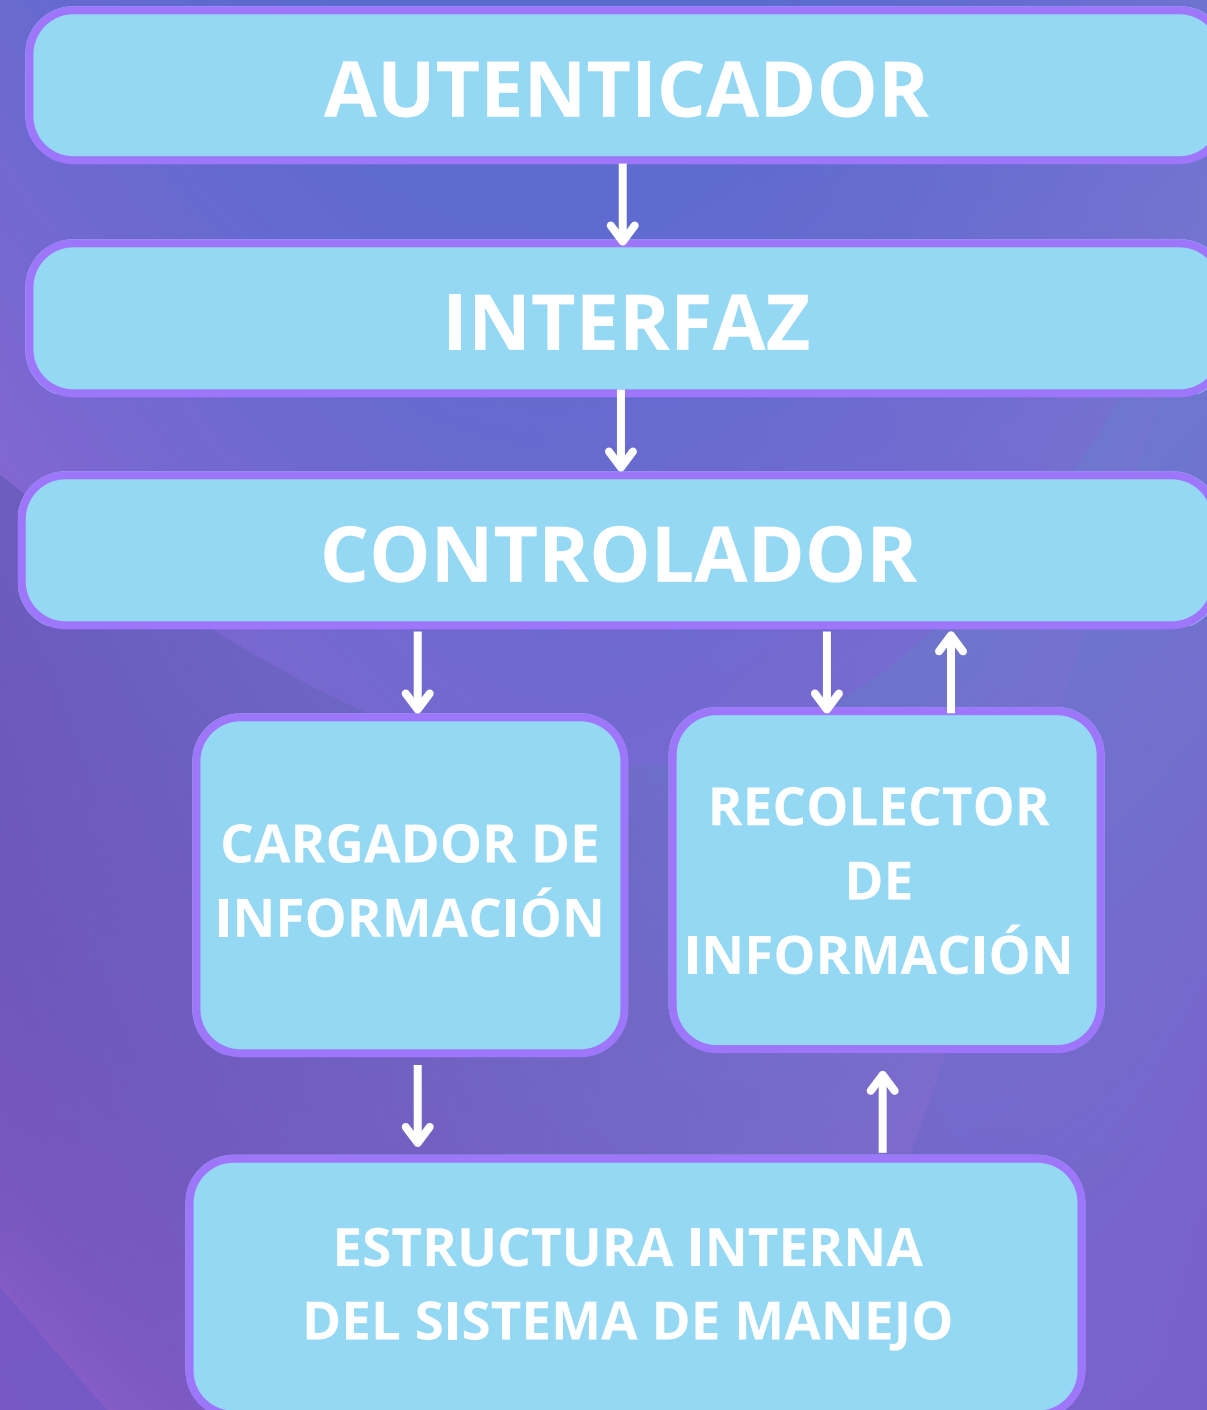 AUTENTICADOR
INTERFAZ
CONTROLADOR
CARGADOR DE
INFORMACIÓN
RECOLECTOR
DE
INFORMACIÓN
ESTRUCTURA INTERNA
DEL SISTEMA DE MANEJO